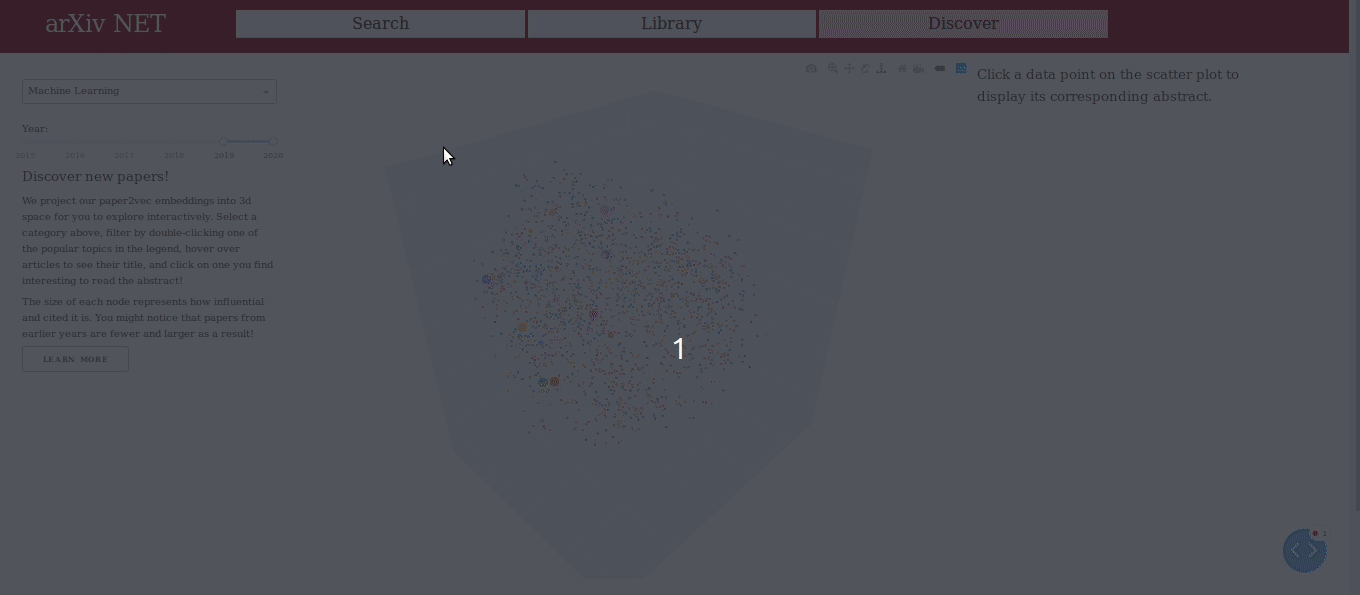 arXiv NET
Search
Library
Discover
Machine Learning
Year:
2015 2016 2017 2018 2019 2020
Discover new papers!
We project our paper2vec embeddings into 3d
space for you to explore interactively. Select a
category above, filter by double-clicking one of
the popular topics in the legend, hover over
articles to see their title, and click on one you find
interesting to read the abstract!
The size of each node represents how influential
and cited it is. You might notice that papers from
earlier years are fewer and larger as a result!
LEARN MORE
Click a data point on the scatter plot to
display its corresponding abstract.
1
1